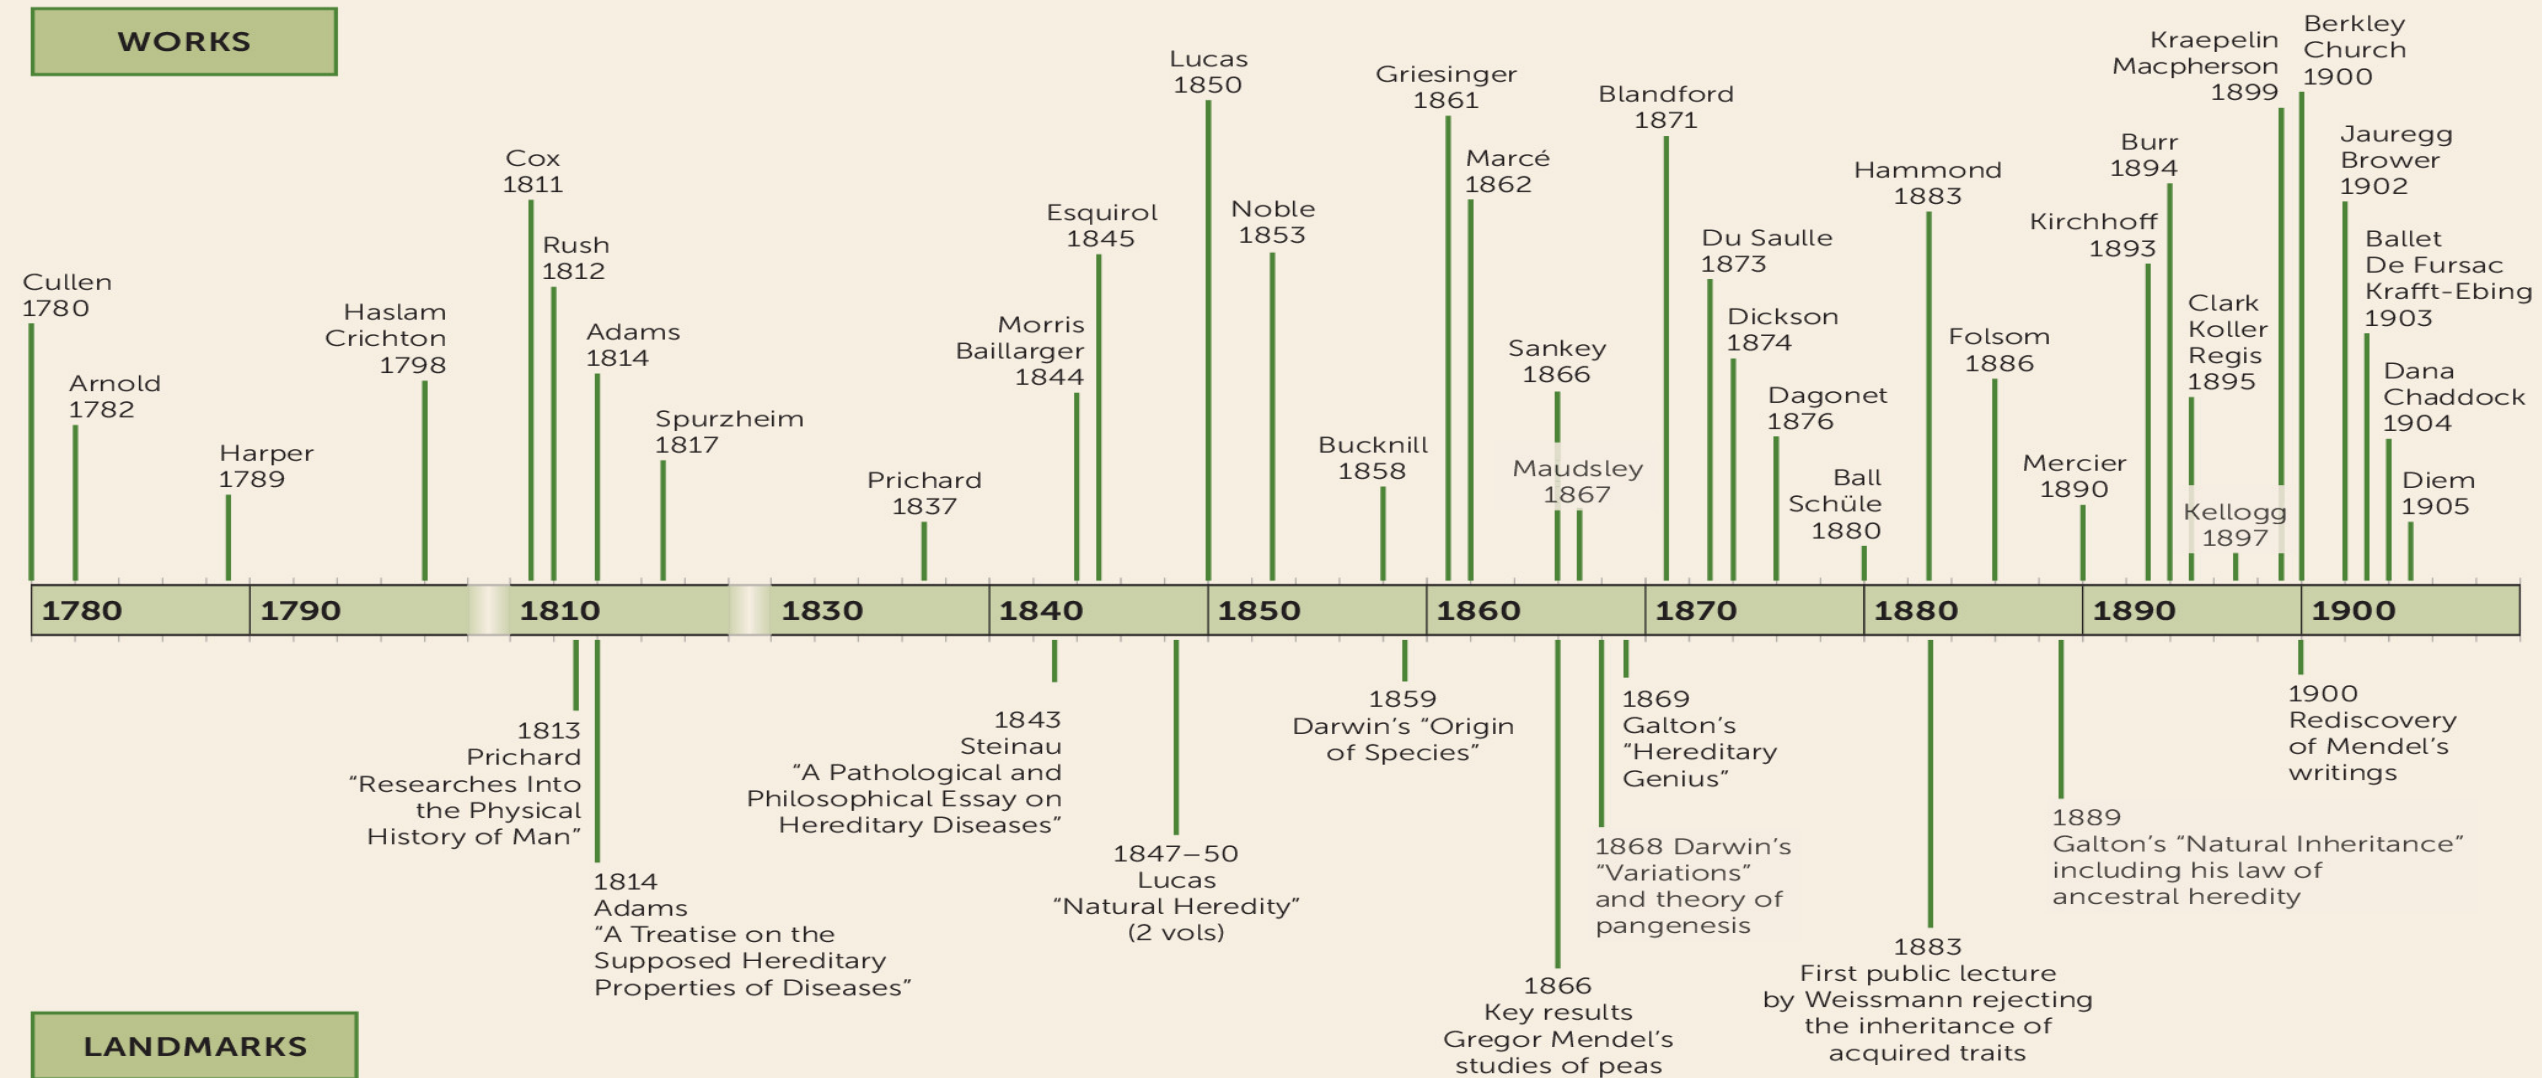 WORKS
Cullen
1780
Arnold
1782
Harper
1789
Haslam
Crichton
1798
Cox
1811
Rush
1812
Adams
1814
Spurzheim
1817
Prichard
1837
Morris
Baillarger
1844
Esquirol
1845
Lucas
1850
Noble
1853
Bucknill
1858
Griesinger
1861
Marcé
1862
Sankey
1866
Maudsley
1867
Blandford
1871
Du Saulle
1873
Dickson
1874
Dagonet
1876
Ball
Schüle
1880
Hammond
1883
Folsom
1886
Mercier
1890
Kirchhoff
1893
Burr
1894
Clark
Koller
Regis
1895
Kellogg
1897
Kraepelin
Macpherson
1899
Berkley
Church
1900
Jauregg
Brower
1902
Ballet
De Fursac
Krafft-Ebing
1903
Dana
Chaddock
1904
Diem
1905
1780 1790 1810 1830 1840 1850 1860 1870 1880 1890 1900
1813
Prichard
“Researches Into
the Physical
History of Man”
1814
Adams
“A Treatise on the
Supposed Hereditary
Properties of Diseases”
1843
Steinau
“A Pathological and
Philosophical Essay on
Hereditary Diseases”
1847–50
Lucas
“Natural Heredity”
(2 vols)
1859
Darwin’s “Origin
of Species”
1866
Key results
Gregor Mendel’s
studies of peas
1868 Darwin’s
“Variations”
and theory of
pangenesis
1869
Galton’s
“Hereditary
Genius”
1883
First public lecture
by Weissmann rejecting
the inheritance of
acquired traits
1889
Galton’s “Natural Inheritance”
including his law of
ancestral heredity
1900
Rediscovery
of Mendel’s
writings
LANDMARKS